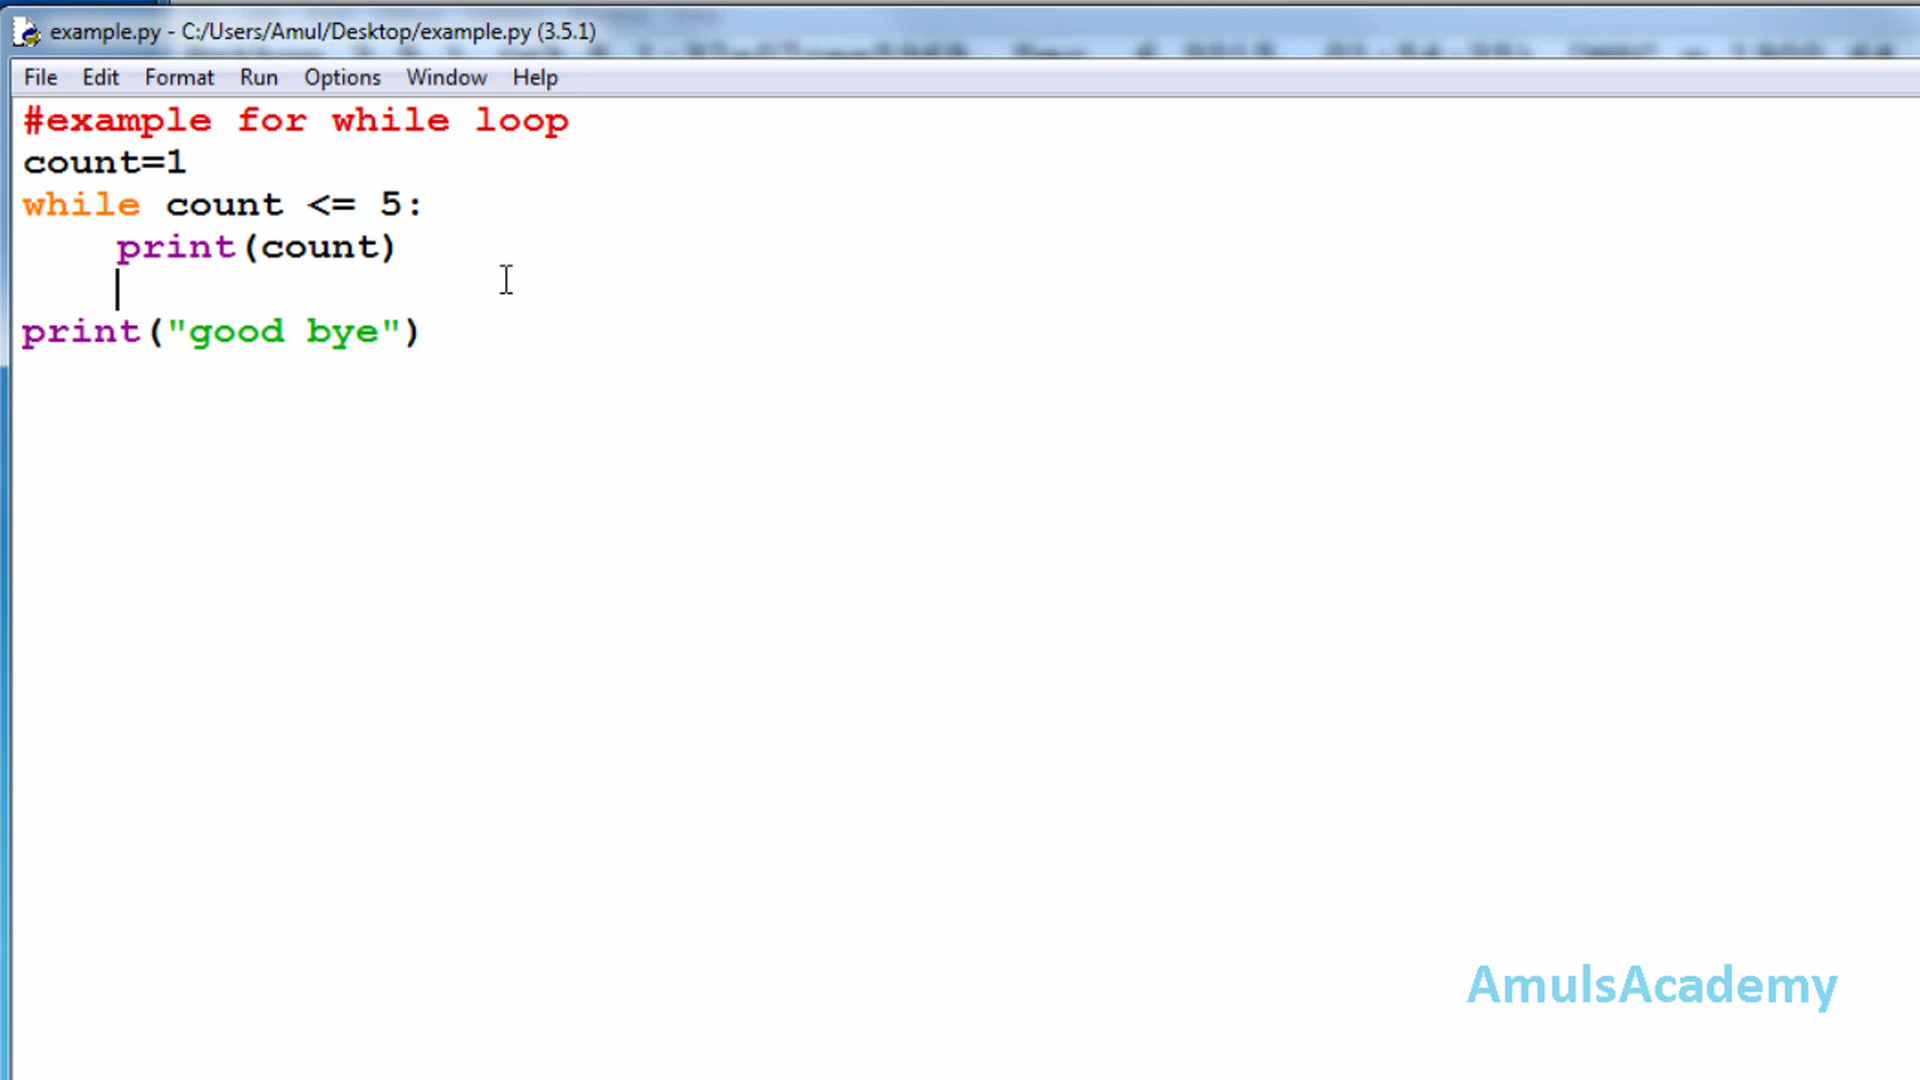 example.py - C:/Users/Amul/Desktop/example.py (3.5.1)
File Edit Format Run Options Window Help
#example for while loop
count=1
while count <= 5:
    print(count)
print("good bye")
AmulsAcademy